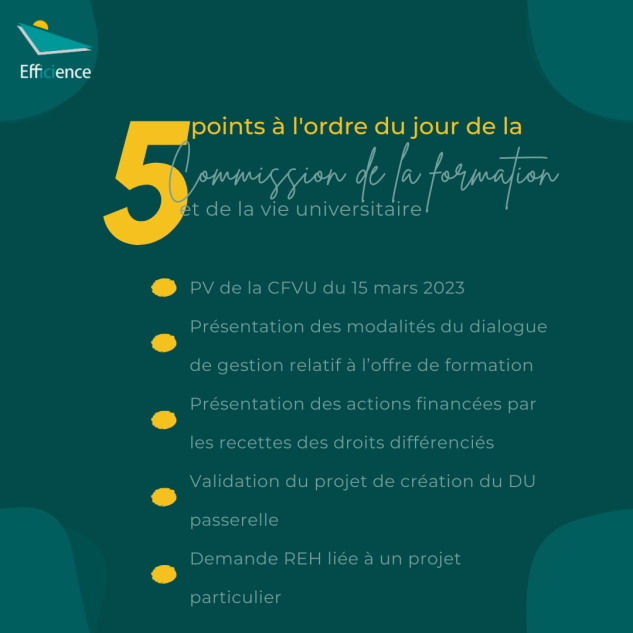 Efficience
5 points à l'ordre du jour de la
Commission de la formation
et de la vie universitaire
PV de la CFVU du 15 mars 2023
Présentation des modalités du dialogue
de gestion relatif à l’offre de formation
Présentation des actions financées par
les recettes des droits différenciés
Validation du projet de création du DU
passerelle
Demande REH liée à un projet
particulier